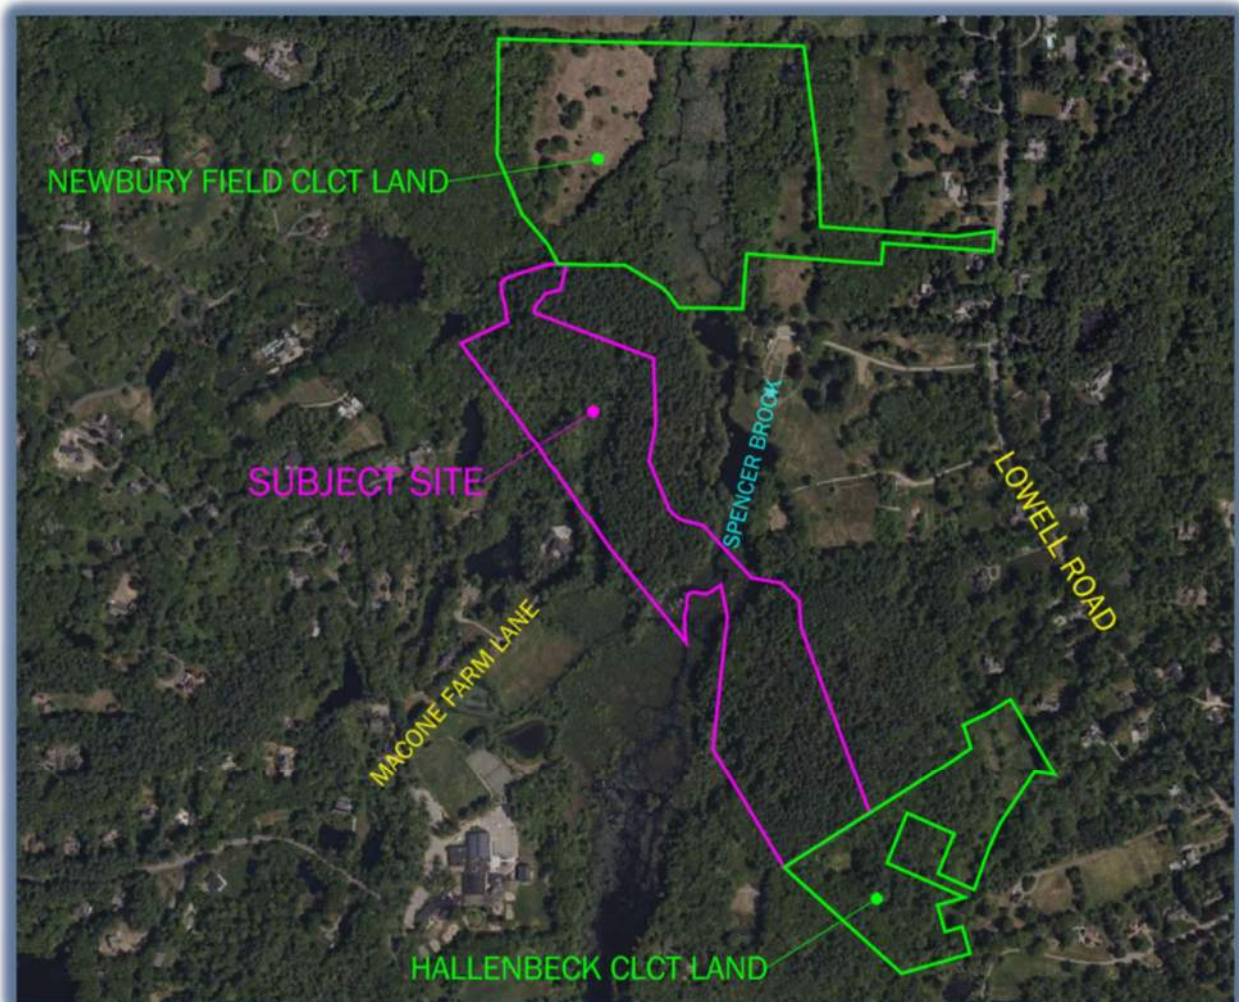 NEWBURY FIELD CLCT LAND
SUBJECT SITE
SPENCER BROOK
LOWELL ROAD
MACONE FARM LANE
HALLENBECK CLCT LAND